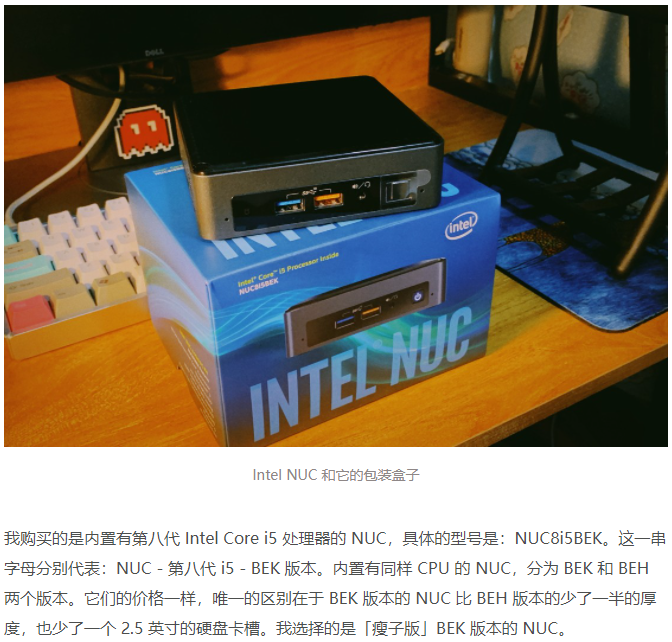 DELL
intel
Intel® Core™ i5 Processor Inside
NUC8i5BEK
INTEL NUC
Intel NUC 和它的包装盒子
我购买的是内置有第八代 Intel Core i5 处理器的 NUC，具体的型号是：NUC8i5BEK。这一串
字母分别代表：NUC - 第八代 i5 - BEK 版本。内置有同样 CPU 的 NUC，分为 BEK 和 BEH
两个版本。它们的价格一样，唯一的区别在于 BEK 版本的 NUC 比 BEH 版本的少了一半的厚
度，也少了一个 2.5 英寸的硬盘卡槽。我选择的是「瘦子版」BEK 版本的 NUC。